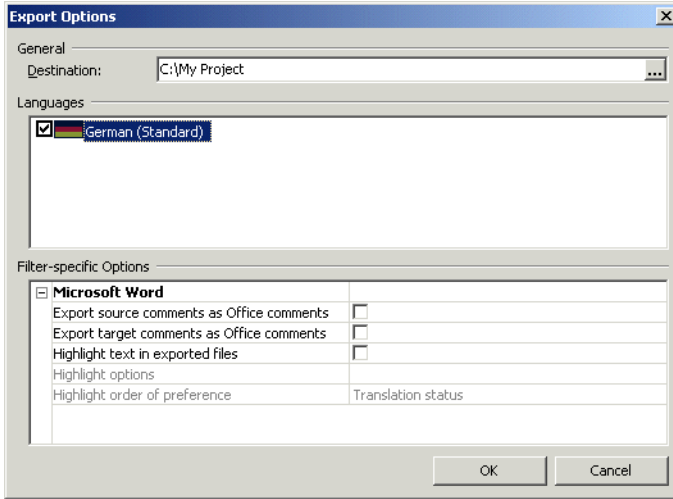 Export Options
General
Destination: C:\My Project ...
Languages
German (Standard)
Filter-specific Options
Microsoft Word
Export source comments as Office comments
Export target comments as Office comments
Highlight text in exported files
Highlight options
Highlight order of preference Translation status
OK Cancel